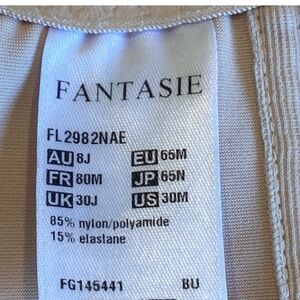 FANTASIE
FL2982NAE
AU 8J EU 65M
FR 80M JP 65N
UK 30J US 30M
85% nylon/polyamide
15% elastane
FG145441 BU